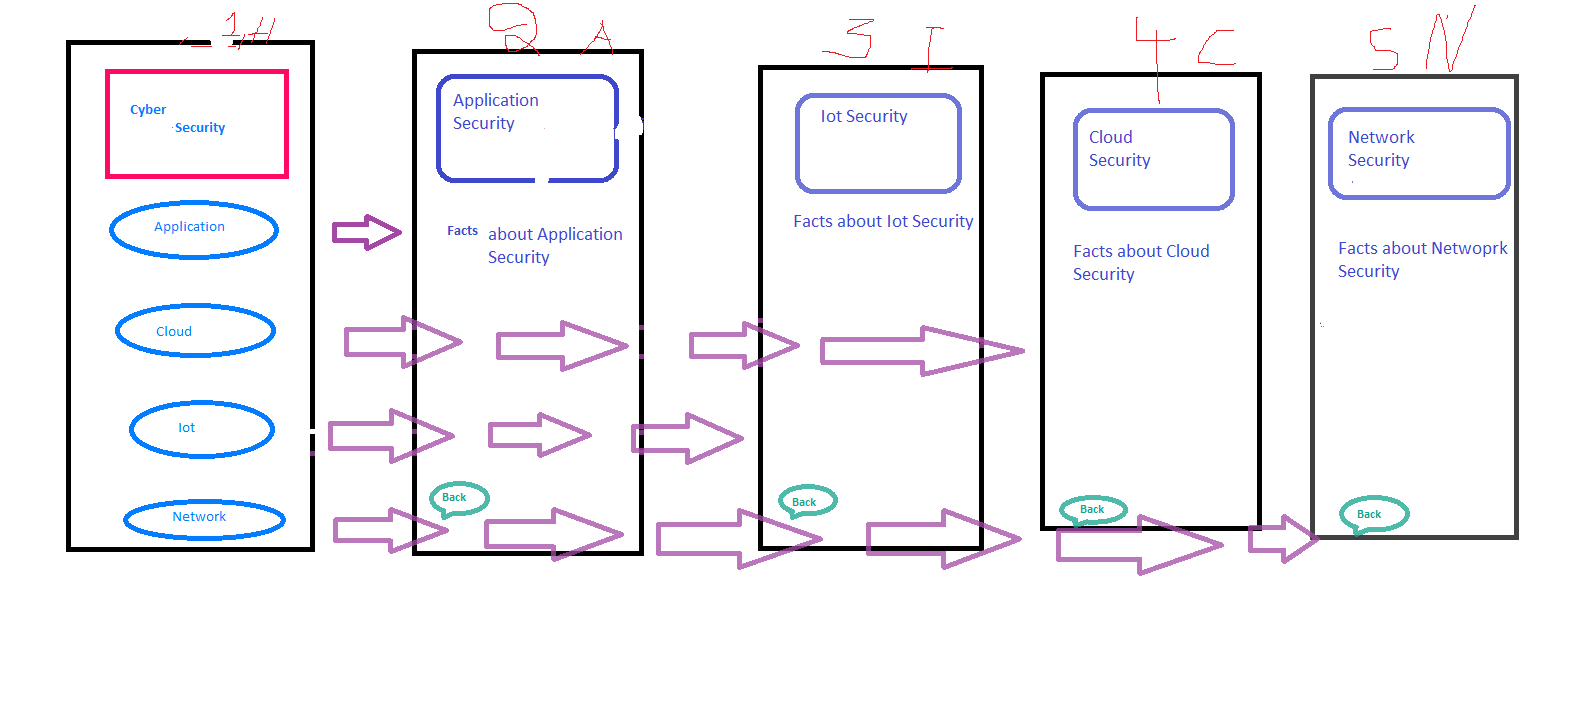 1H
Cyber
Security
Application
Cloud
Iot
Network
2 A
Application
Security
Facts about Application
Security
Back
3 I
Iot Security
Facts about Iot Security
Back
4 C
Cloud
Security
Facts about Cloud
Security
Back
5 N
Network
Security
Facts about Netwoprk
Security
Back